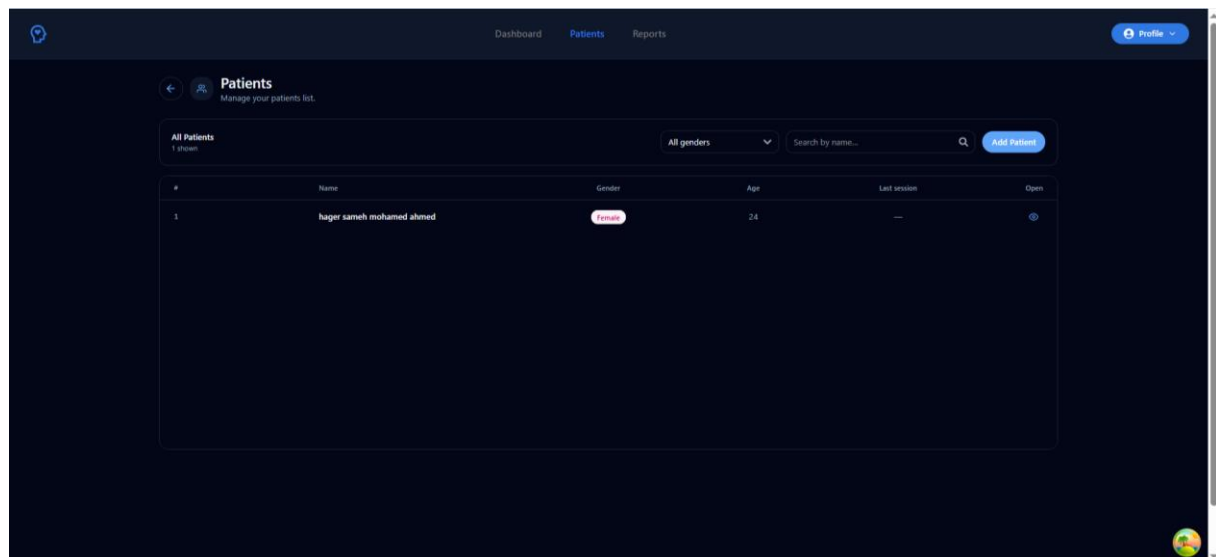 Dashboard Patients Reports Profile
Patients
Manage your patients list.
All Patients
1 shown
All genders Search by name... Add Patient
# Name Gender Age Last session Open
1 hager sameh mohamed ahmed Female 24 —